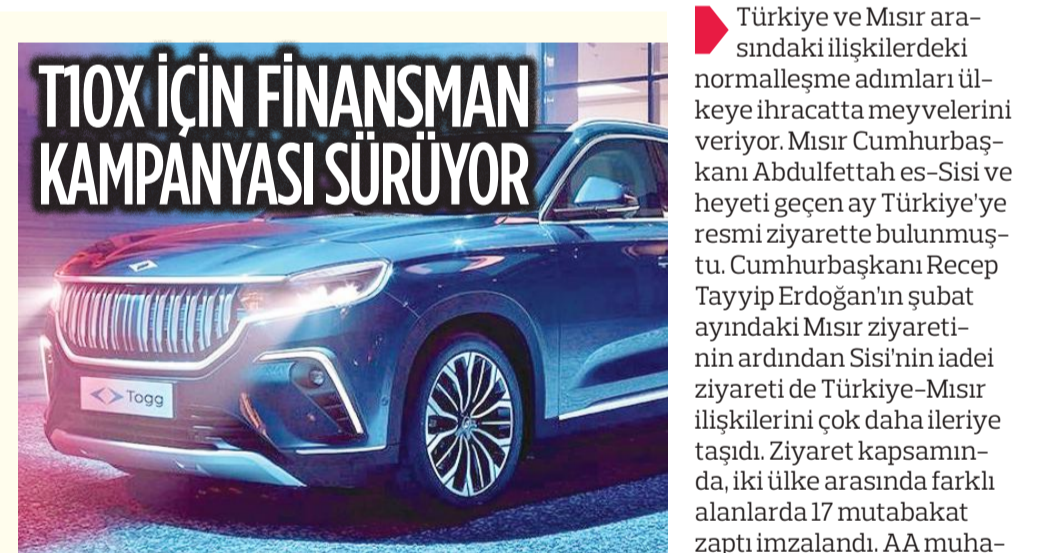 T10X İÇİN FİNANSMAN
KAMPANYASI SÜRÜYOR
Togg
Türkiye ve Mısır ara-
sındaki ilişkilerdeki
normalleşme adımları ül-
keye ihracatta meyvelerini
veriyor. Mısır Cumhurbaş-
kanı Abdulfettah es-Sisi ve
heyeti geçen ay Türkiye'ye
resmi ziyarette bulunmuş-
tu. Cumhurbaşkanı Recep
Tayyip Erdoğan'ın şubat
ayındaki Mısır ziyareti-
nin ardından Sisi'nin iadei
ziyareti de Türkiye-Mısır
ilişkilerini çok daha ileriye
taşıdı. Ziyaret kapsamın-
da, iki ülke arasında farklı
alanlarda 17 mutabakat
zaptı imzalandı. AA muha-